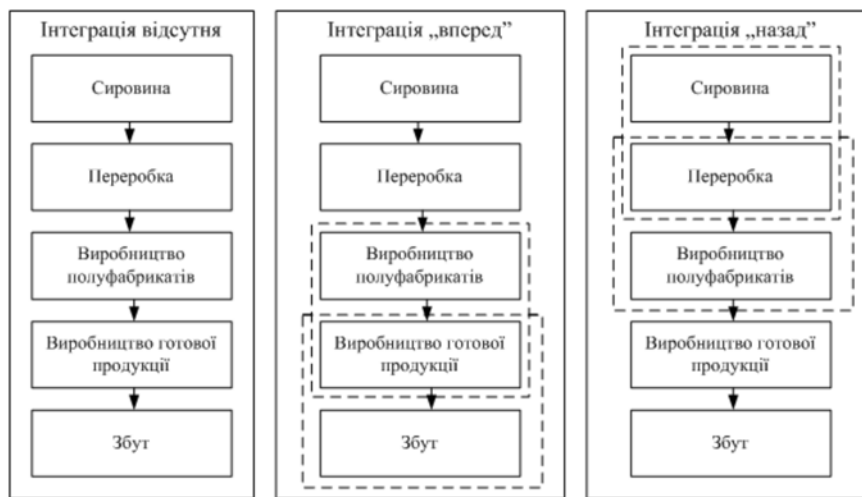 Інтеграція відсутня
Сировина
Переробка
Виробництво
полуфабрикатів
Виробництво готової
продукції
Збут
Інтеграція „вперед”
Сировина
Переробка
Виробництво
полуфабрикатів
Виробництво готової
продукції
Збут
Інтеграція „назад”
Сировина
Переробка
Виробництво
полуфабрикатів
Виробництво готової
продукції
Збут